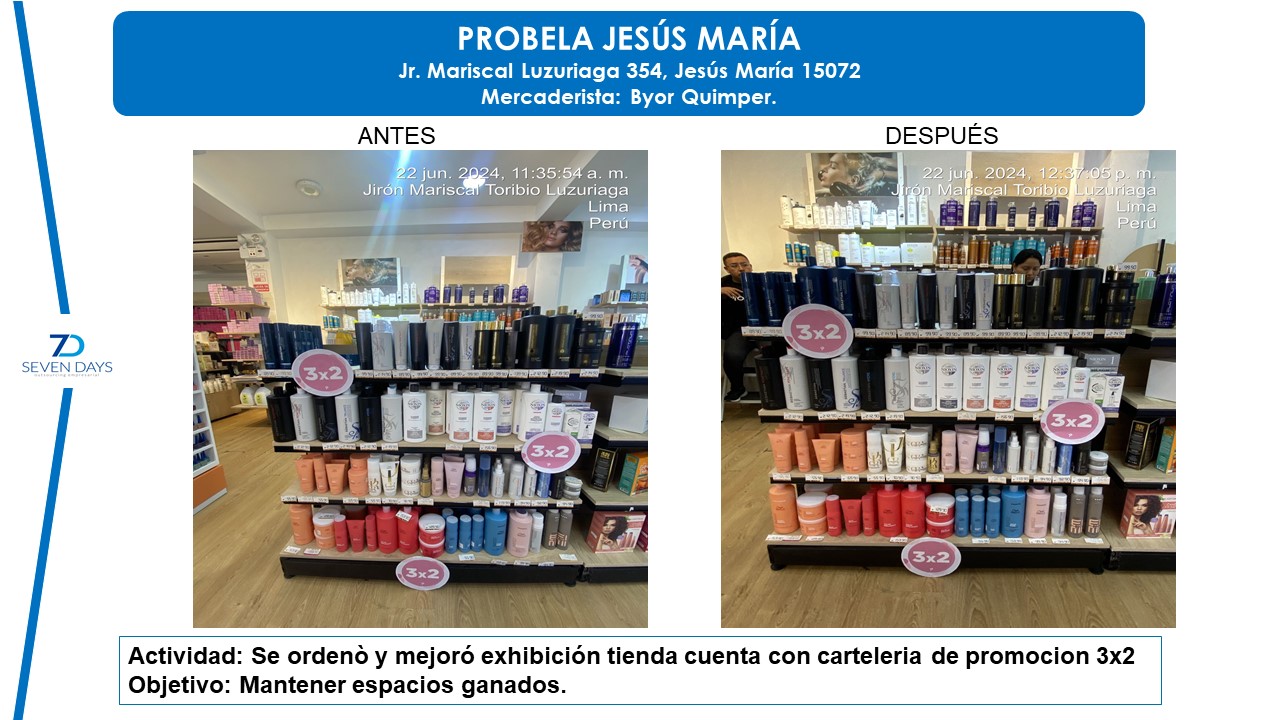 PROBELA JESÚS MARÍA
Jr. Mariscal Luzuriaga 354, Jesús María 15072
Mercaderista: Byor Quimper.
ANTES
DESPUÉS
22 jun. 2024, 11:35:54 a. m.
Jirón Mariscal Toribio Luzuriaga
Lima
Perú
3x2
3x2
3x2
22 jun. 2024, 12:37:05 p. m.
Jirón Mariscal Toribio Luzuriaga
Lima
Perú
3x2
3x2
3x2
7D
SEVEN DAYS
Actividad: Se ordenò y mejoró exhibición tienda cuenta con carteleria de promocion 3x2
Objetivo: Mantener espacios ganados.